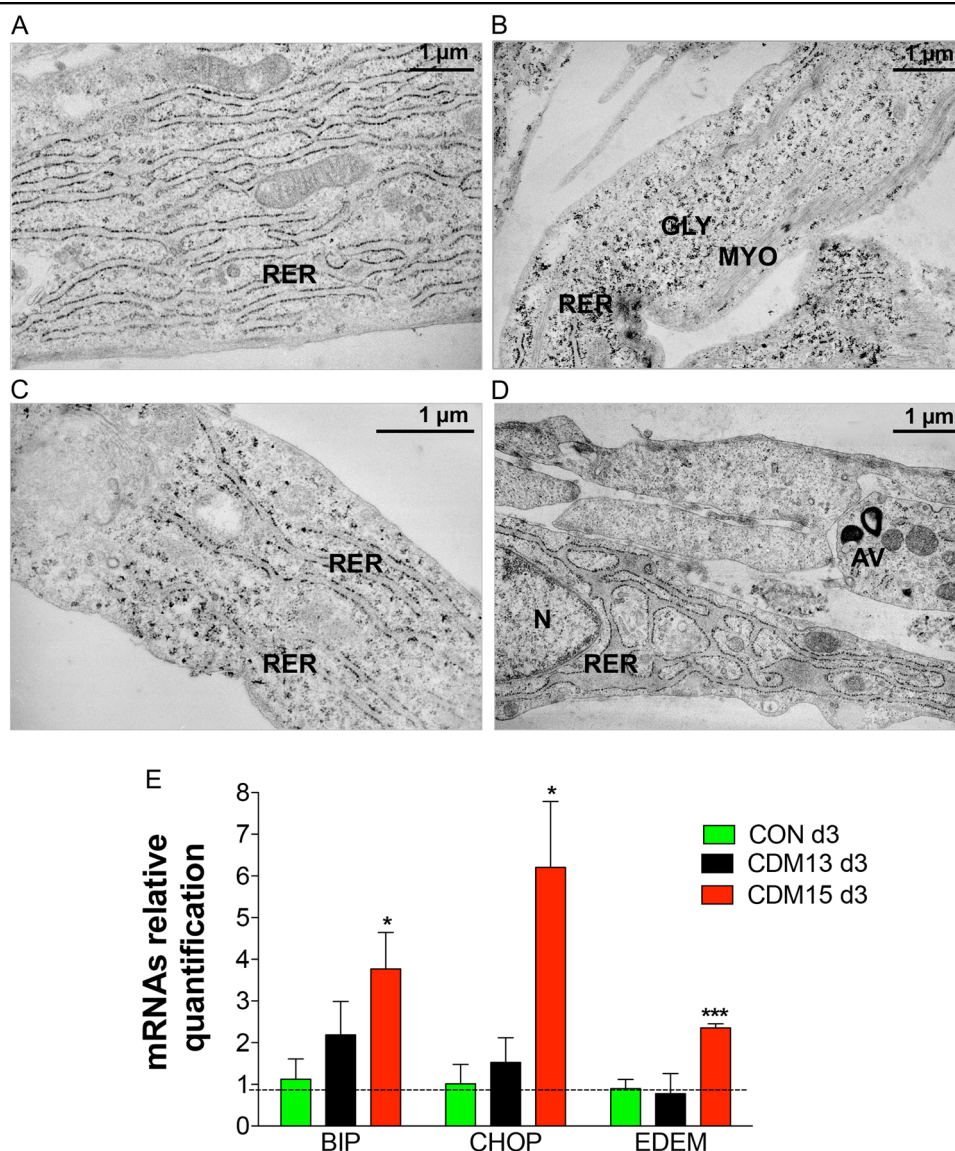 A
B
1 µm
1 µm
RER
GLY
MYO
RER
C
D
1 µm
1 µm
RER
RER
AV
N
RER
E
mRNAs relative
quantification
8
7
6
5
4
3
2
1
0
*
*
***
CON d3
CDM13 d3
CDM15 d3
BIP
CHOP
EDEM